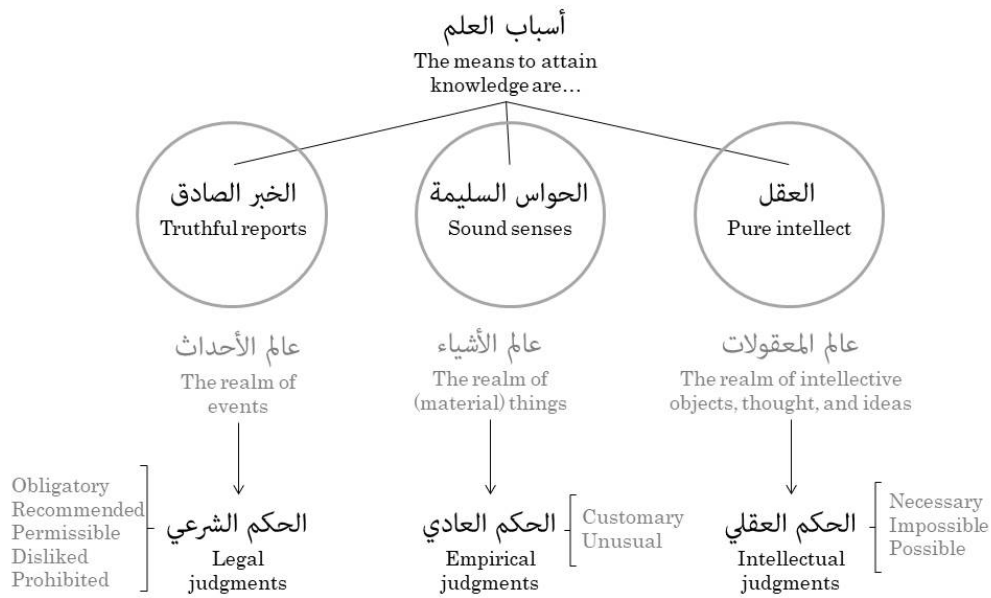 أسباب العلم
The means to attain
knowledge are...
الخبر الصادق
Truthful reports
الحواس السليمة
Sound senses
العقل
Pure intellect
عالم الأحداث
The realm of
events
عالم الأشياء
The realm of
(material) things
عالم المعقولات
The realm of intellective
objects, thought, and ideas
Obligatory
Recommended
Permissible
Disliked
Prohibited
الحكم الشرعي
Legal
judgments
الحكم العادي
Empirical
judgments
Customary
Unusual
الحكم العقلي
Intellectual
judgments
Necessary
Impossible
Possible